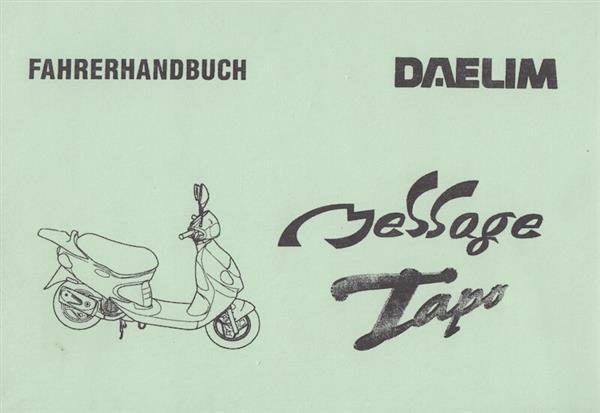 FAHRERHANDBUCH
DAELIM
Message
Tapo